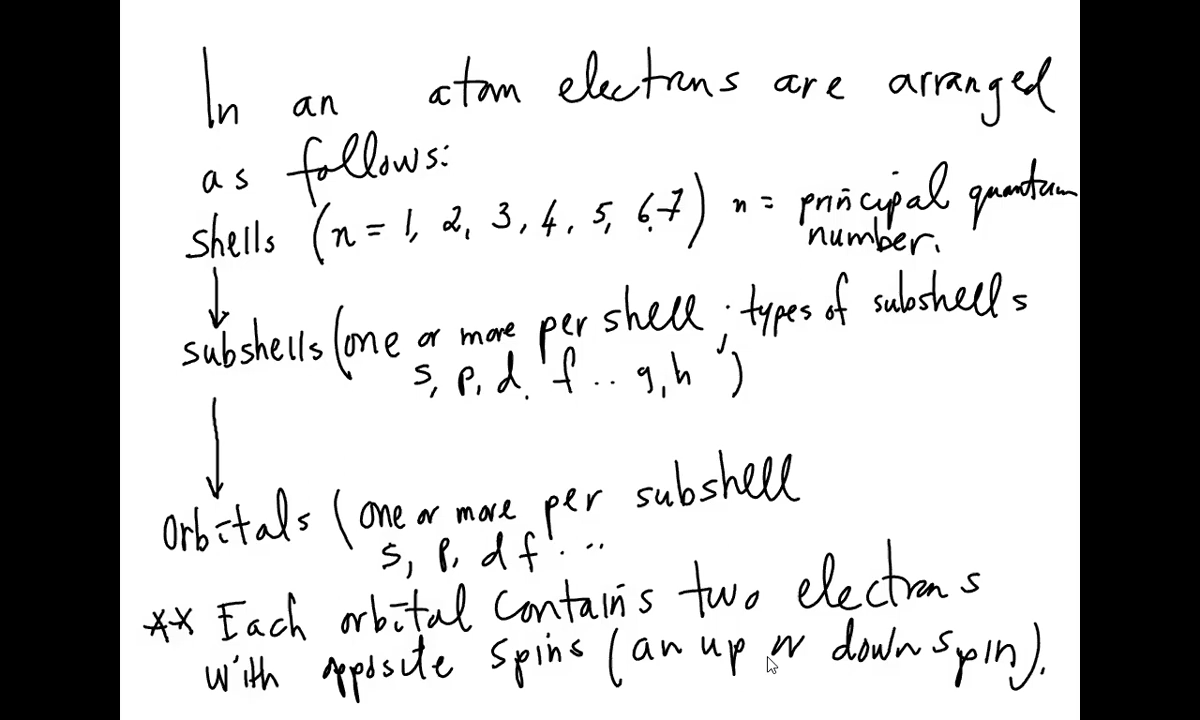 In an atom electrons are arranged
as follows:
shells (n = 1, 2, 3, 4, 5, 6, 7) n = principal quantum
number.
↓
subshells (one or more per shell; types of subshells
s, p, d, f .. g, h)
↓
Orbitals (one or more per subshell
s, p, d f ....
** Each orbital contains two electrons
with opposite spins (an up or down spin).